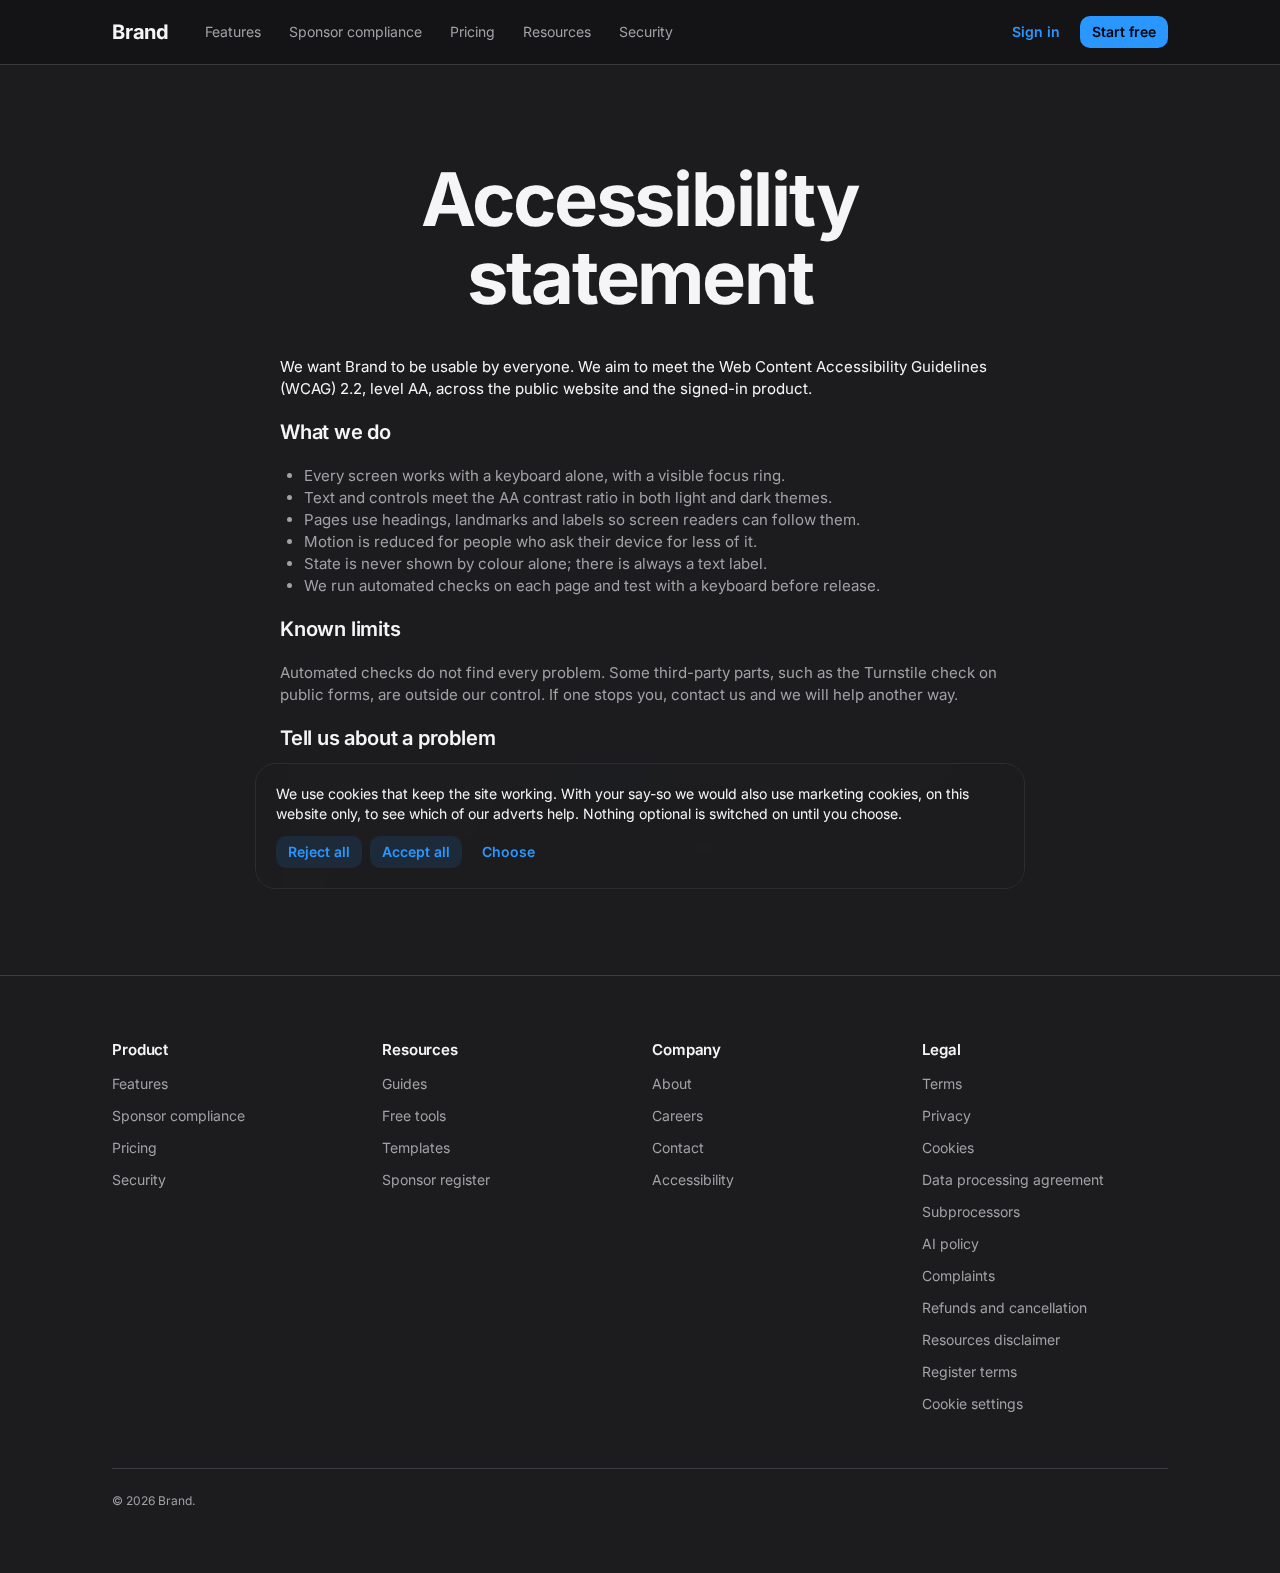 Brand
Features
Sponsor compliance
Pricing
Resources
Security
Sign in
Start free
Accessibility
statement
We want Brand to be usable by everyone. We aim to meet the Web Content Accessibility Guidelines
(WCAG) 2.2, level AA, across the public website and the signed-in product.
What we do
• Every screen works with a keyboard alone, with a visible focus ring.
• Text and controls meet the AA contrast ratio in both light and dark themes.
• Pages use headings, landmarks and labels so screen readers can follow them.
• Motion is reduced for people who ask their device for less of it.
• State is never shown by colour alone; there is always a text label.
• We run automated checks on each page and test with a keyboard before release.
Known limits
Automated checks do not find every problem. Some third-party parts, such as the Turnstile check on
public forms, are outside our control. If one stops you, contact us and we will help another way.
Tell us about a problem
We use cookies that keep the site working. With your say-so we would also use marketing cookies, on this
website only, to see which of our adverts help. Nothing optional is switched on until you choose.
Reject all
Accept all
Choose
Product
Features
Sponsor compliance
Pricing
Security
Resources
Guides
Free tools
Templates
Sponsor register
Company
About
Careers
Contact
Accessibility
Legal
Terms
Privacy
Cookies
Data processing agreement
Subprocessors
AI policy
Complaints
Refunds and cancellation
Resources disclaimer
Register terms
Cookie settings
© 2026 Brand.